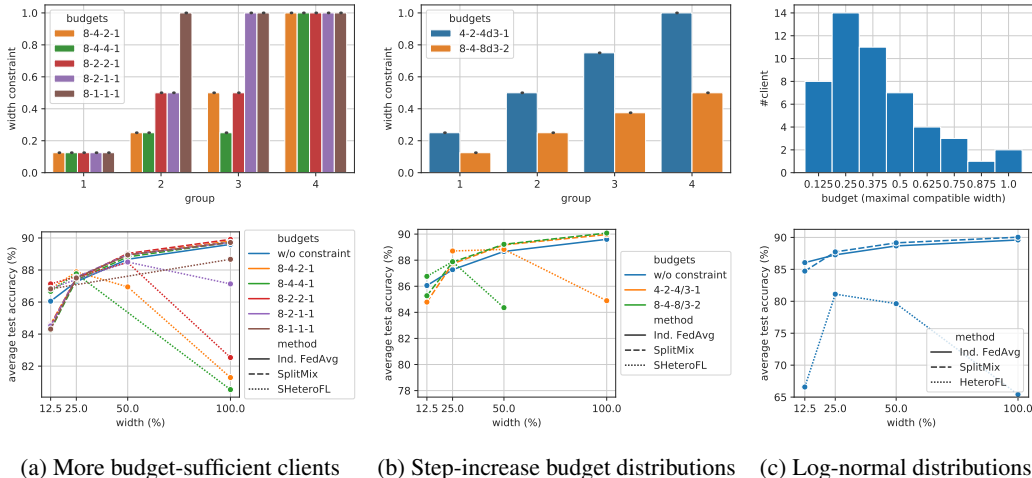 1.0
0.8
0.6
0.4
0.2
0.0
width constraint
budgets
8-4-2-1
8-4-4-1
8-2-2-1
8-2-1-1
8-1-1-1
1 2 3 4
group
1.0
0.8
0.6
0.4
0.2
0.0
width constraint
budgets
4-2-4d3-1
8-4-8d3-2
1 2 3 4
group
14
12
10
8
6
4
2
0
#client
0.125 0.25 0.375 0.5 0.625 0.75 0.875 1.0
budget (maximal compatible width)
90
88
86
84
82
average test accuracy (%)
12.5 25.0 50.0 100.0
width (%)
budgets
w/o constraint
8-4-2-1
8-4-4-1
8-2-2-1
8-2-1-1
8-1-1-1
method
Ind. FedAvg
SplitMix
SHeteroFL
90
88
86
84
82
80
78
average test accuracy (%)
12.5 25.0 50.0 100.0
width (%)
budgets
w/o constraint
4-2-4/3-1
8-4-8/3-2
method
Ind. FedAvg
SplitMix
SHeteroFL
90
85
80
75
70
65
average test accuracy (%)
12.5 25.0 50.0 100.0
width (%)
method
Ind. FedAvg
SplitMix
HeteroFL
(a) More budget-sufficient clients
(b) Step-increase budget distributions
(c) Log-normal distributions